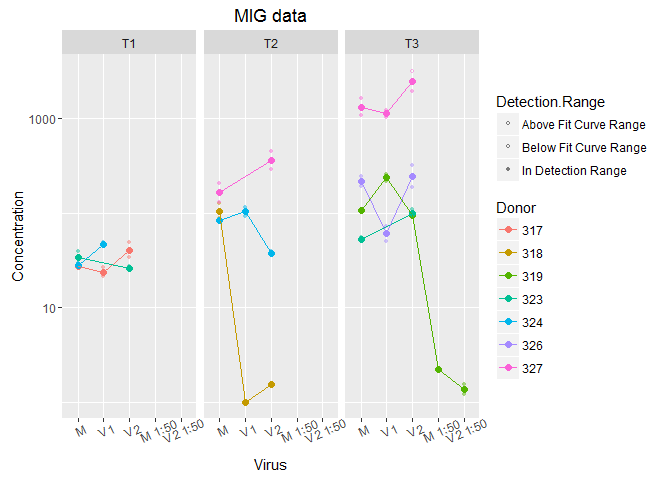 MIG data
T1 T2 T3
1000
10
Concentration
M V1 V2 M 1:50 V2 1:50 M V1 V2 M 1:50 V2 1:50 M V1 V2 M 1:50 V2 1:50
Virus
Detection.Range
Above Fit Curve Range
Below Fit Curve Range
In Detection Range
Donor
317
318
319
323
324
326
327